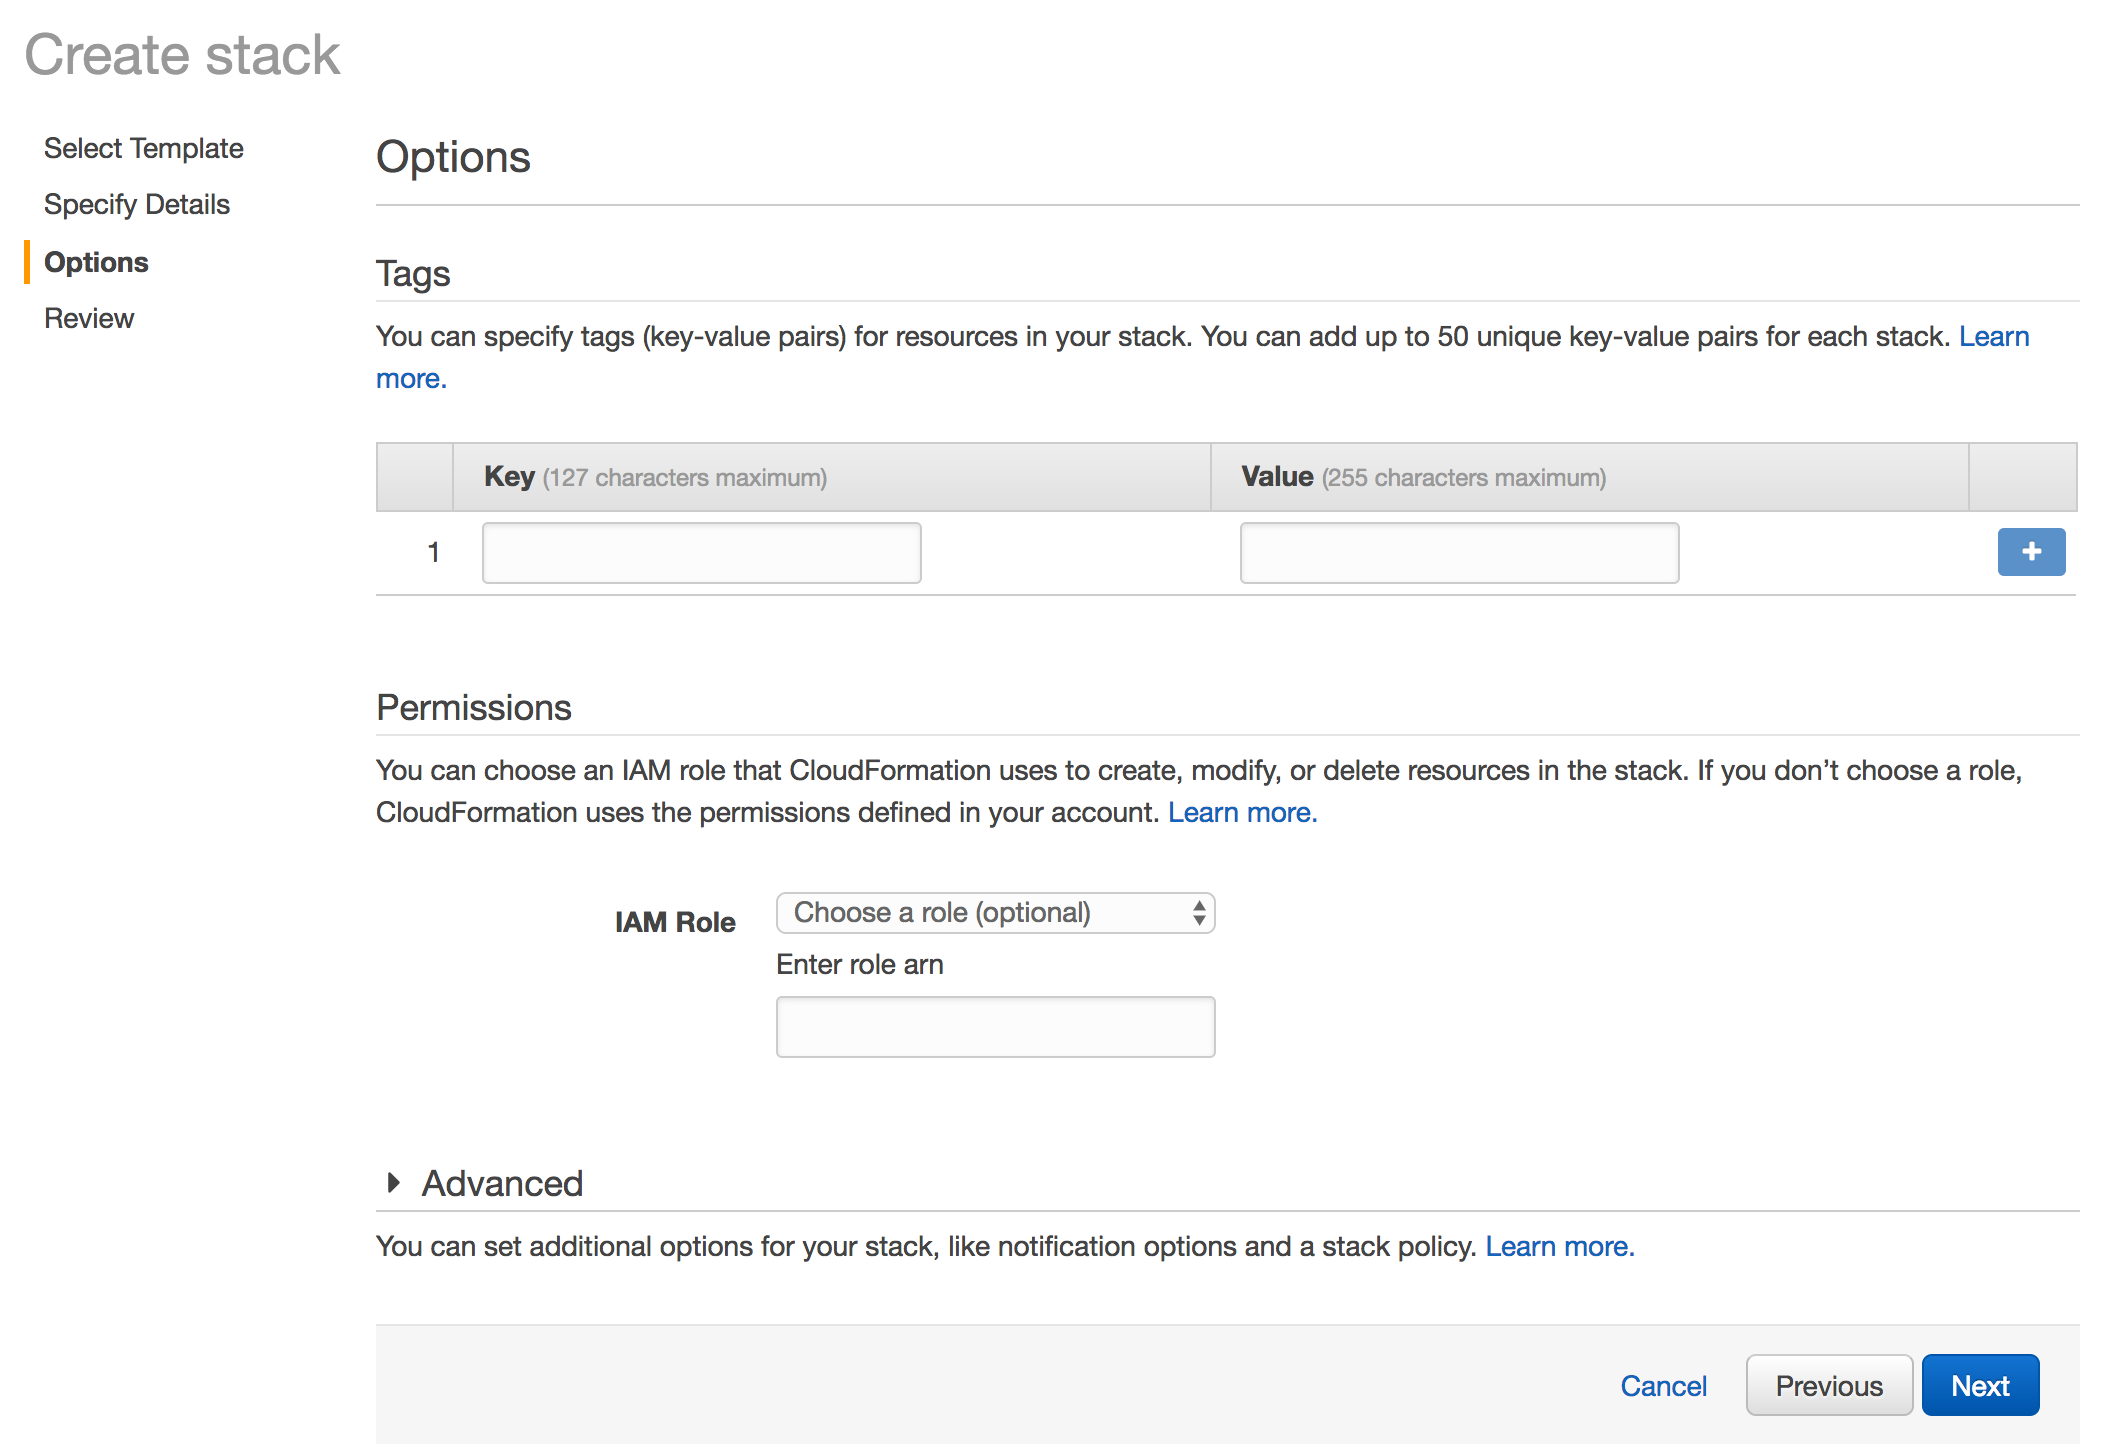 Create stack
Select Template
Specify Details
Options
Review
Options
Tags
You can specify tags (key-value pairs) for resources in your stack. You can add up to 50 unique key-value pairs for each stack. Learn
more.
Key (127 characters maximum) Value (255 characters maximum)
1 +
Permissions
You can choose an IAM role that CloudFormation uses to create, modify, or delete resources in the stack. If you don’t choose a role,
CloudFormation uses the permissions defined in your account. Learn more.
IAM Role Choose a role (optional)
Enter role arn
Advanced
You can set additional options for your stack, like notification options and a stack policy. Learn more.
Cancel Previous Next